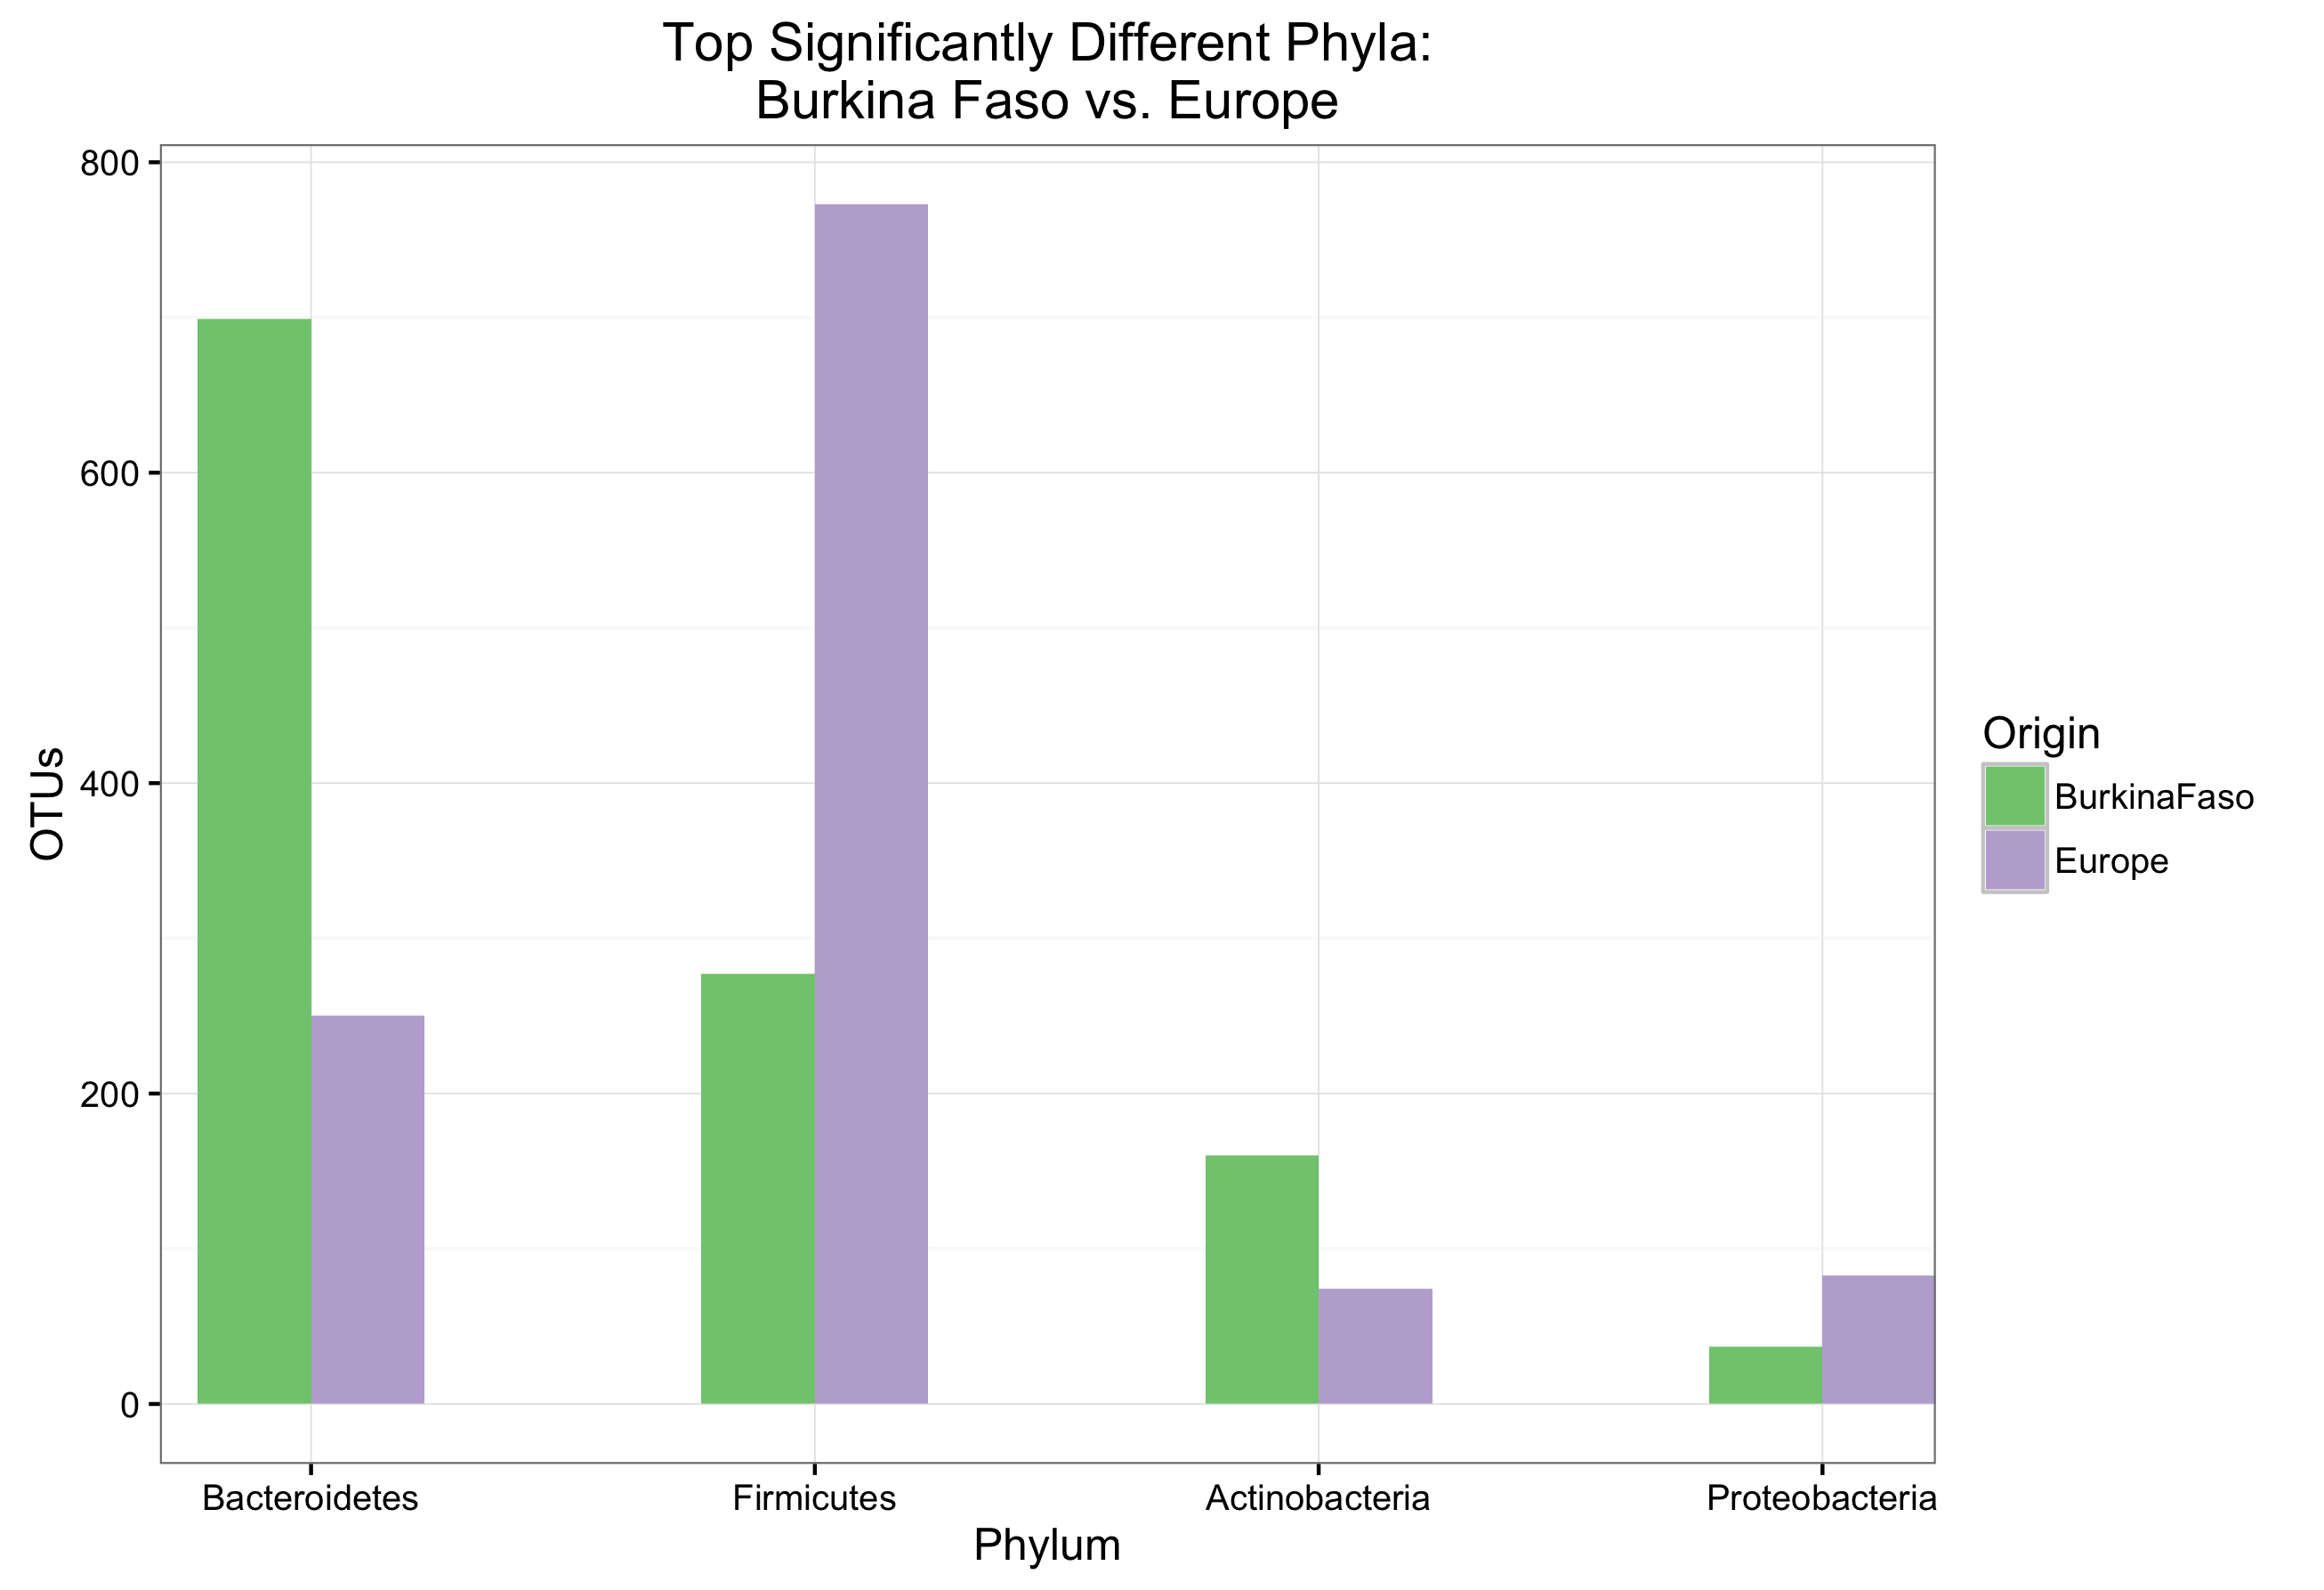 Top Significantly Different Phyla:
Burkina Faso vs. Europe
800
600
400
200
0
OTUs
Bacteroidetes
Firmicutes
Actinobacteria
Proteobacteria
Phylum
Origin
BurkinaFaso
Europe